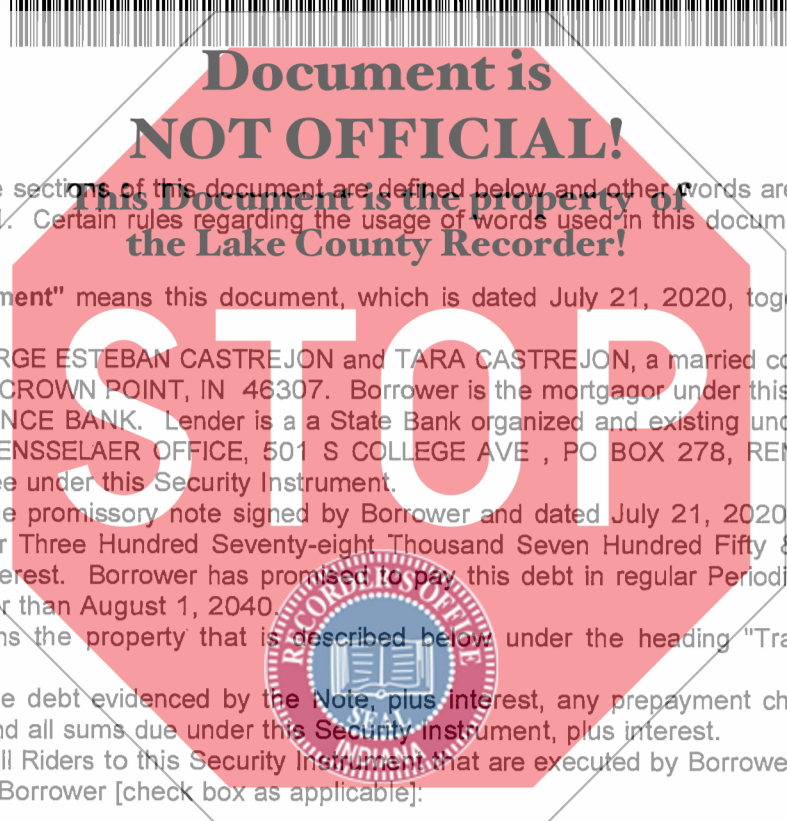 Document is
NOT OFFICIAL!
sections of this document are defined below and other words are
This Document is the property of
Certain rules regarding the usage of words used in this docum
the Lake County Recorder!
ment" means this document, which is dated July 21, 2020, toge
RGE ESTEBAN CASTREJON and TARA CASTREJON, a married co
CROWN POINT, IN 46307. Borrower is the mortgagor under this
NCE BANK. Lender is a a State Bank organized and existing und
ENSSELAER OFFICE, 501 S COLLEGE AVE , PO BOX 278, REN
e under this Security Instrument.
e promissory note signed by Borrower and dated July 21, 2020
r Three Hundred Seventy-eight Thousand Seven Hundred Fifty &
erest. Borrower has promised to pay this debt in regular Periodi
r than August 1, 2040.
ns the property that is described below under the heading "Tra
e debt evidenced by the Note, plus interest, any prepayment ch
nd all sums due under this Security Instrument, plus interest.
ll Riders to this Security Instrument that are executed by Borrowe
Borrower [check box as applicable]:
STOP
RECORDER'S OFFICE
SEAL
INDIANA